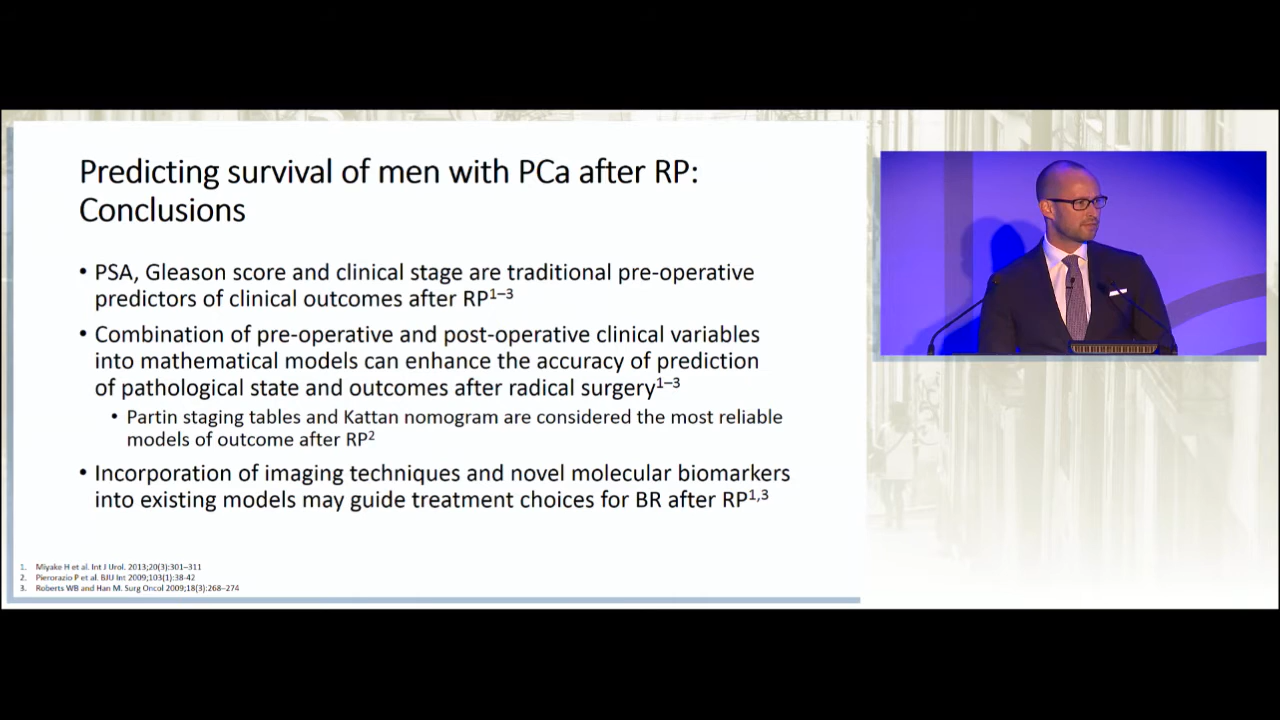 Predicting survival of men with PCa after RP:
Conclusions
• PSA, Gleason score and clinical stage are traditional pre-operative
predictors of clinical outcomes after RP1–3
• Combination of pre-operative and post-operative clinical variables
into mathematical models can enhance the accuracy of prediction
of pathological state and outcomes after radical surgery1–3
• Partin staging tables and Kattan nomogram are considered the most reliable
models of outcome after RP2
• Incorporation of imaging techniques and novel molecular biomarkers
into existing models may guide treatment choices for BR after RP1,3
1. Miyake H et al. Int J Urol. 2013;20(3):301–311
2. Pierorazio P et al. BJU Int 2009;103(1):38-42
3. Roberts WB and Han M. Surg Oncol 2009;18(3):268–274